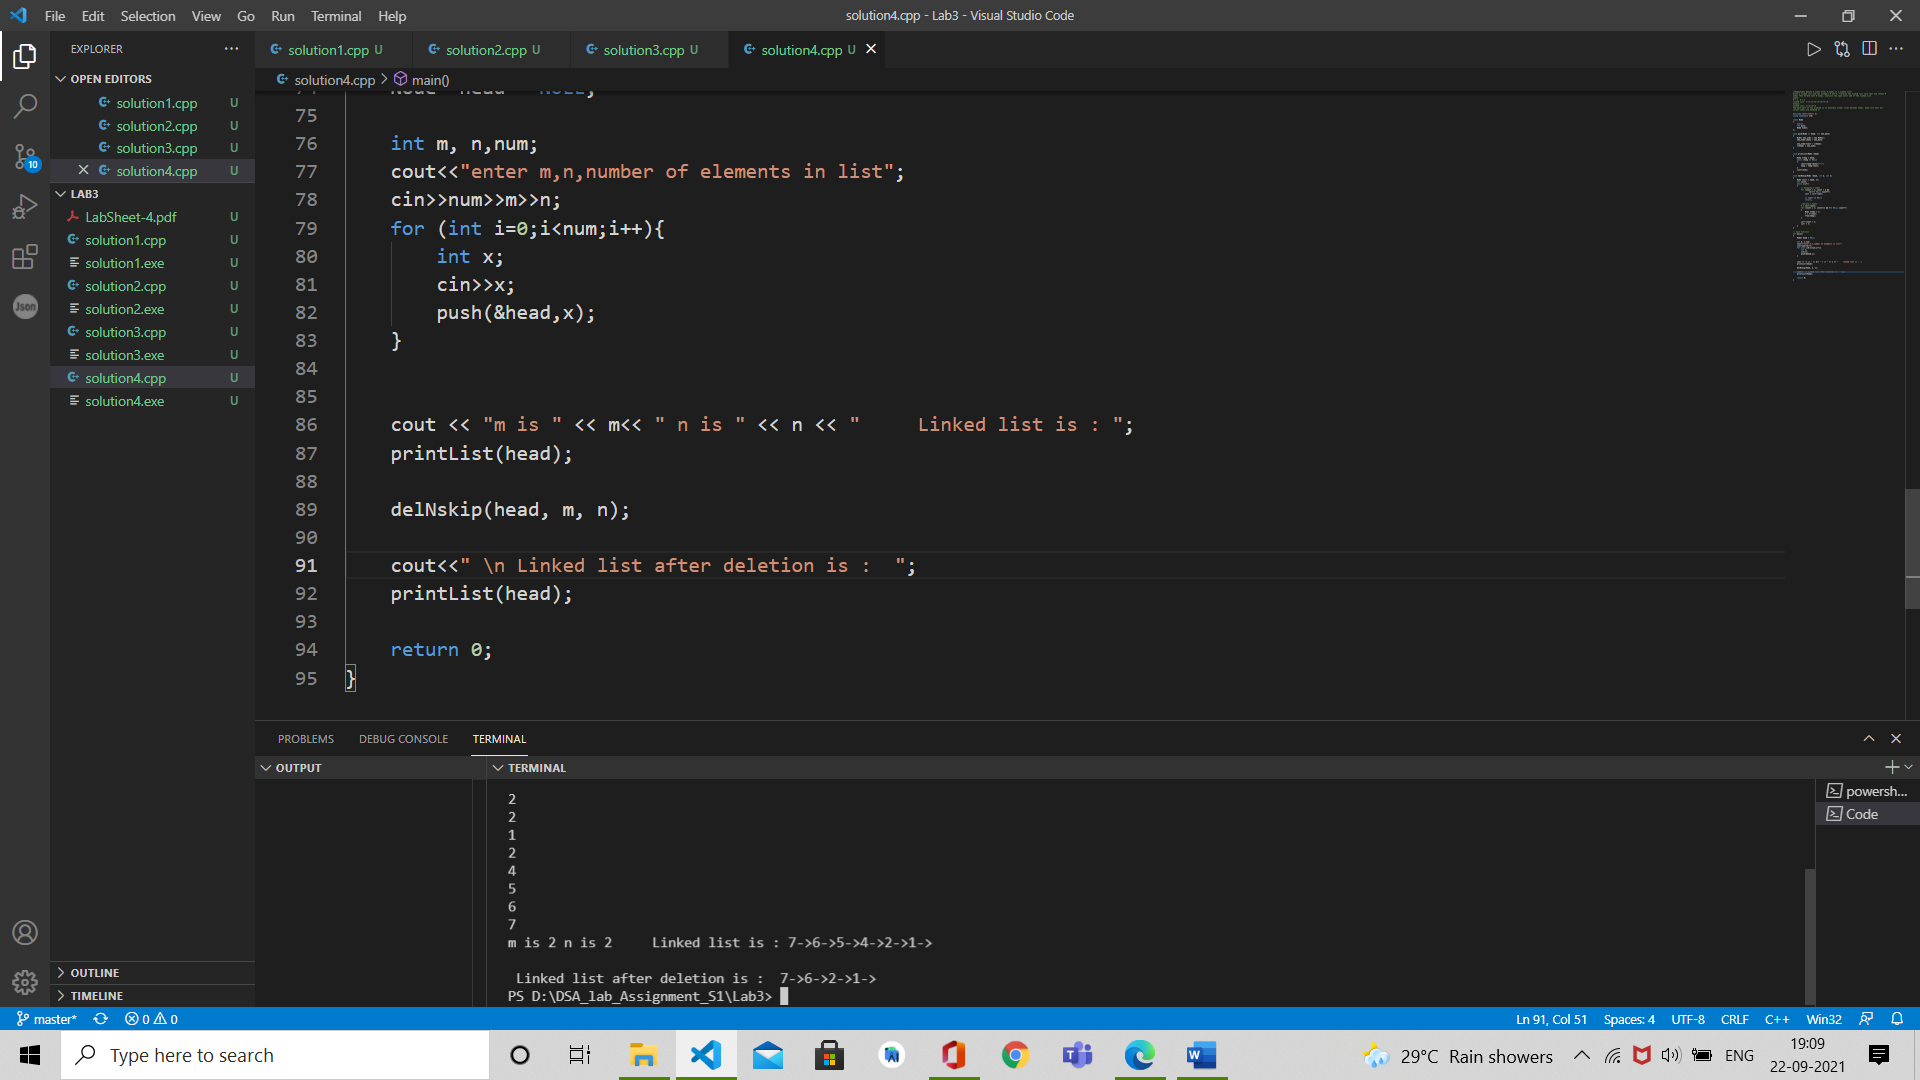 File Edit Selection View Go Run Terminal Help
solution4.cpp - Lab3 - Visual Studio Code
EXPLORER
OPEN EDITORS
solution1.cpp U
solution2.cpp U
solution3.cpp U
solution4.cpp U
LAB3
LabSheet-4.pdf U
solution1.cpp U
solution1.exe U
solution2.cpp U
solution2.exe U
solution3.cpp U
solution3.exe U
solution4.cpp U
solution4.exe U
OUTLINE
TIMELINE
10
Json
solution1.cpp U solution2.cpp U solution3.cpp U solution4.cpp U
solution4.cpp > main()
75
76 int m, n,num;
77 cout<<"enter m,n,number of elements in list";
78 cin>>num>>m>>n;
79 for (int i=0;i<num;i++){
80 int x;
81 cin>>x;
82 push(&head,x);
83 }
84
85
86 cout << "m is " << m<< " n is " << n << "     Linked list is : ";
87 printList(head);
88
89 delNskip(head, m, n);
90
91 cout<<" \n Linked list after deletion is :  ";
92 printList(head);
93
94 return 0;
95 }
PROBLEMS DEBUG CONSOLE TERMINAL
OUTPUT
TERMINAL
2
2
1
2
4
5
6
7
m is 2 n is 2     Linked list is : 7->6->5->4->2->1->
Linked list after deletion is :  7->6->2->1->
PS D:\DSA_lab_Assignment_S1\Lab3>
powersh...
Code
master* 0 0
Ln 91, Col 51 Spaces: 4 UTF-8 CRLF C++ Win32
Type here to search
29°C Rain showers
ENG
19:09
22-09-2021